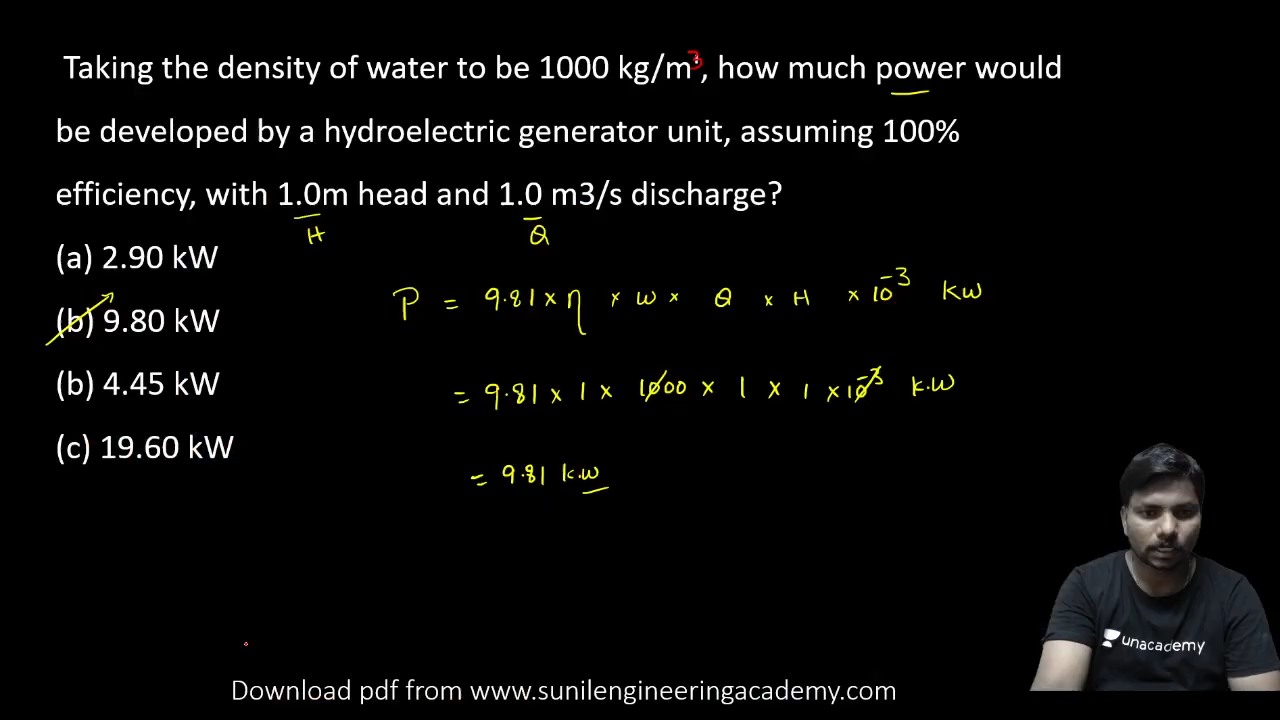 Taking the density of water to be 1000 kg/m³, how much power would
be developed by a hydroelectric generator unit, assuming 100%
efficiency, with 1.0m head and 1.0 m3/s discharge?
H Q
(a) 2.90 kW
P = 9.81 × η × w × Q × H × 10⁻³ kw
(b) 9.80 kW
(b) 4.45 kW
= 9.81 × 1 × 1000 × 1 × 1 × 10⁻³ k.w
(c) 19.60 kW
= 9.81 k.w
unacademy
Download pdf from www.sunilengineeringacademy.com